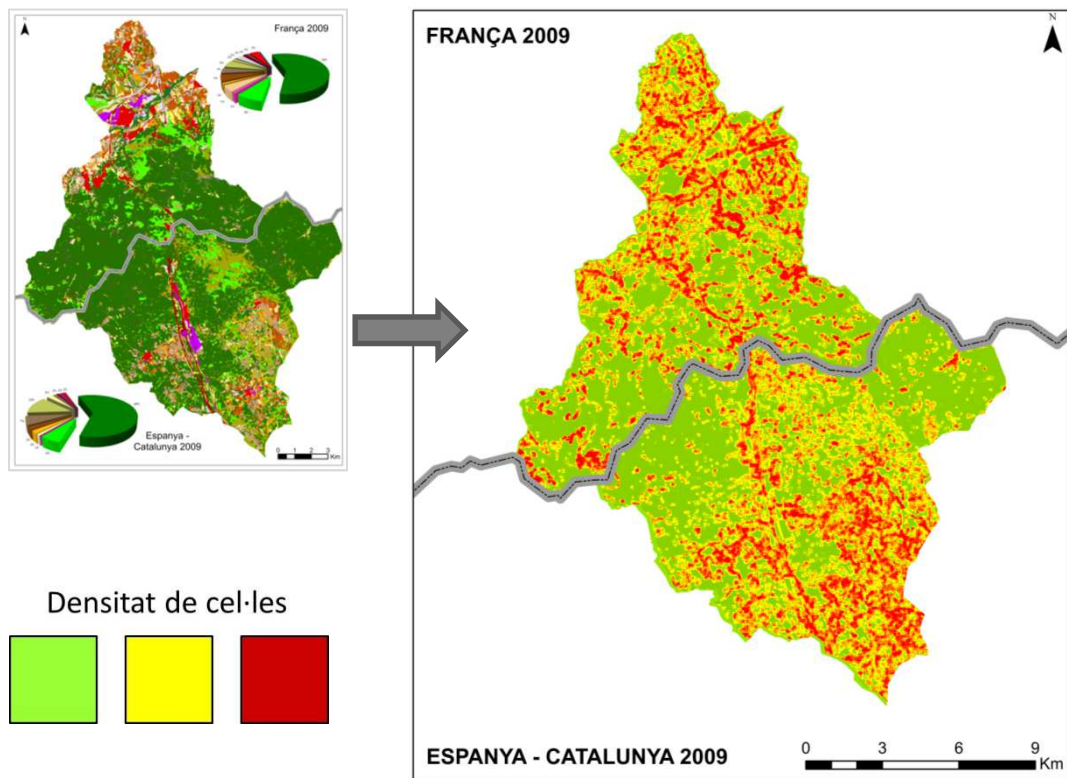 N
França 2009
Espanya -
Catalunya 2009
0 1 2 3
Km
Densitat de cel·les
N
FRANÇA 2009
ESPANYA - CATALUNYA 2009
0 3 6 9
Km